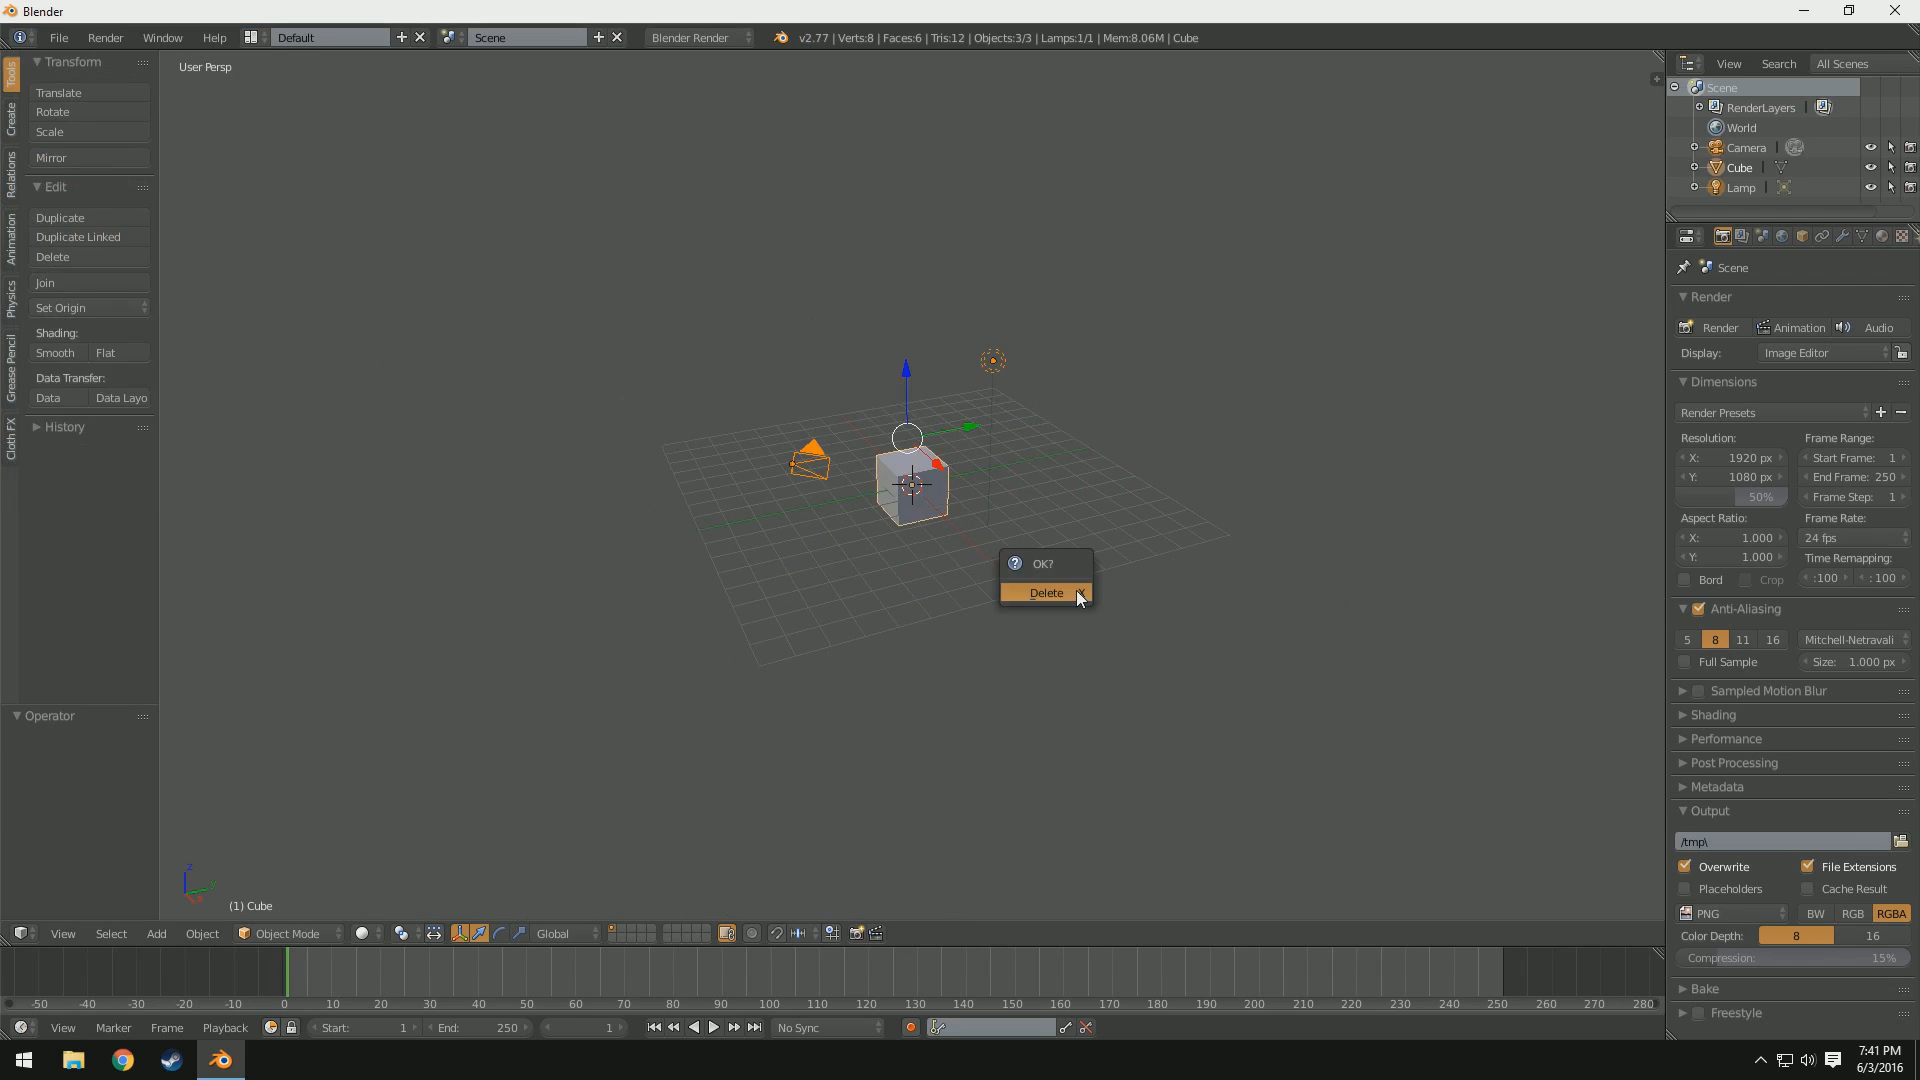 Blender
File Render Window Help Default Scene Blender Render v2.77 | Verts:8 | Faces:6 | Tris:12 | Objects:3/3 | Lamps:1/1 | Mem:8.06M | Cube
Tools
Create
Relations
Animation
Physics
Grease Pencil
Cloth FX
Transform
Translate
Rotate
Scale
Mirror
Edit
Duplicate
Duplicate Linked
Delete
Join
Set Origin
Shading:
Smooth Flat
Data Transfer:
Data Data Layo
History
Operator
User Persp
OK?
Delete
z
y
(1) Cube
View Select Add Object Object Mode Global
-50 -40 -30 -20 -10 0 10 20 30 40 50 60 70 80 90 100 110 120 130 140 150 160 170 180 190 200 210 220 230 240 250 260 270 280
View Marker Frame Playback Start: 1 End: 250 1 No Sync
View Search All Scenes
Scene
RenderLayers |
World
Camera |
Cube |
Lamp |
Scene
Render
Render Animation Audio
Display: Image Editor
Dimensions
Render Presets
Resolution: Frame Range:
X: 1920 px Start Frame: 1
Y: 1080 px End Frame: 250
50% Frame Step: 1
Aspect Ratio: Frame Rate:
X: 1.000 24 fps
Y: 1.000 Time Remapping:
Bord Crop :100 : 100
Anti-Aliasing
5 8 11 16 Mitchell-Netravali
Full Sample Size: 1.000 px
Sampled Motion Blur
Shading
Performance
Post Processing
Metadata
Output
/tmp\
Overwrite File Extensions
Placeholders Cache Result
PNG BW RGB RGBA
Color Depth: 8 16
Compression: 15%
Bake
Freestyle
7:41 PM
6/3/2016